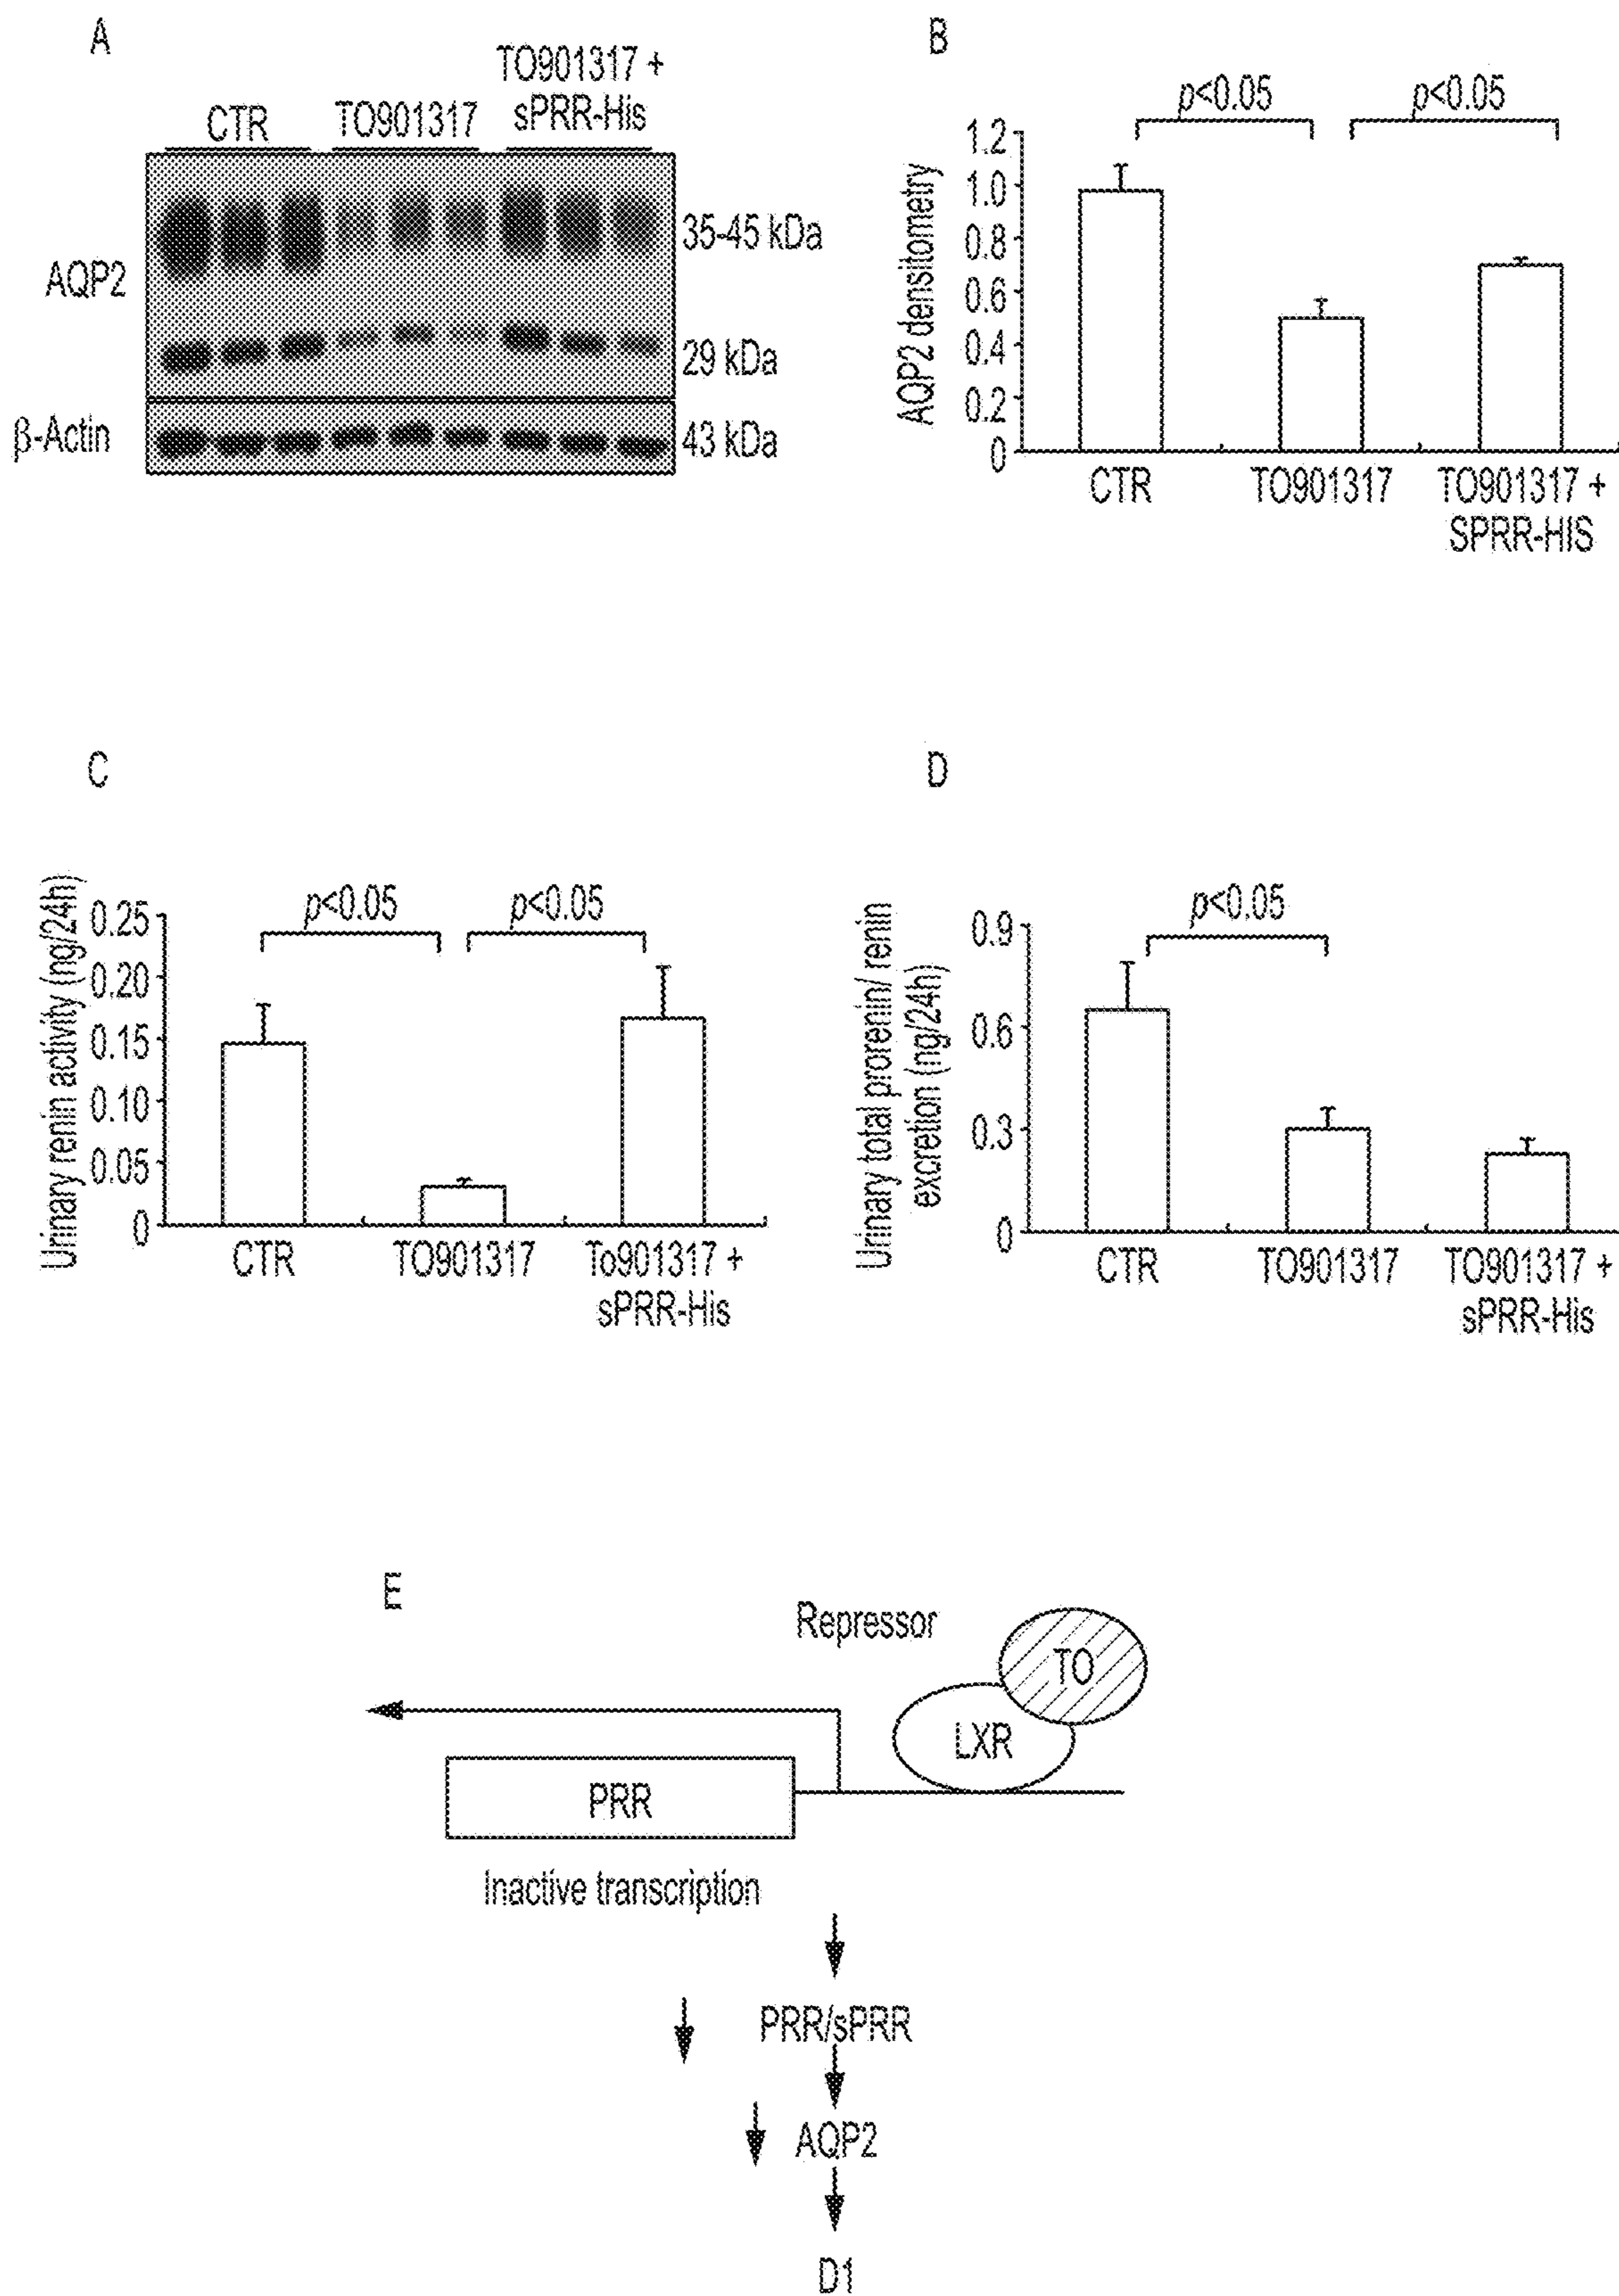 A
CTR
TO901317
TO901317 +
sPRR-His
AQP2
35-45 kDa
29 kDa
β-Actin
43 kDa
B
p<0.05
p<0.05
AQP2 densitometry
1.2
1.0
0.8
0.6
0.4
0.2
0
CTR
TO901317
TO901317 +
SPRR-HIS
C
p<0.05
p<0.05
Urinary renin activity (ng/24h)
0.25
0.20
0.15
0.10
0.05
0
CTR
TO901317
To901317 +
sPRR-His
D
p<0.05
Urinary total prorenin/ renin
excretion (ng/24h)
0.9
0.6
0.3
0
CTR
TO901317
TO901317 +
sPRR-His
E
Repressor
TO
LXR
PRR
Inactive transcription
PRR/sPRR
AQP2
D1